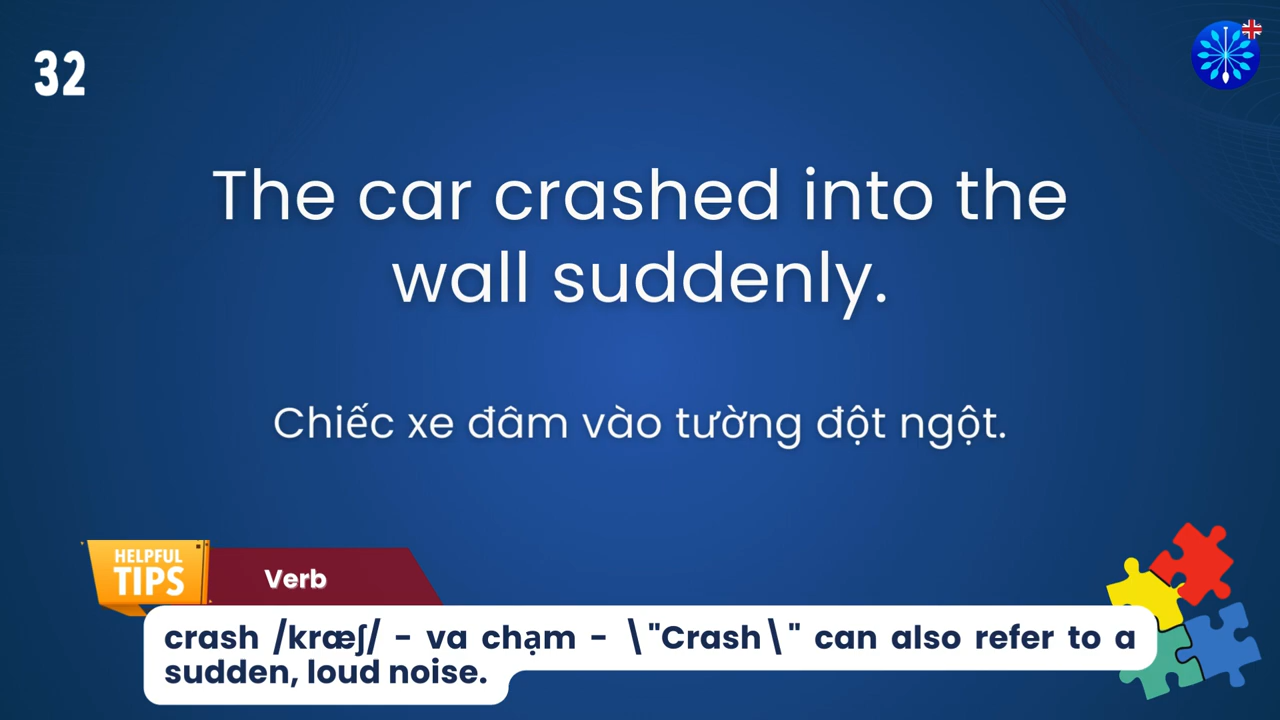 32
The car crashed into the
wall suddenly.
Chiếc xe đâm vào tường đột ngột.
HELPFUL
TIPS
Verb
crash /kræʃ/ - va chạm - \"Crash\" can also refer to a
sudden, loud noise.